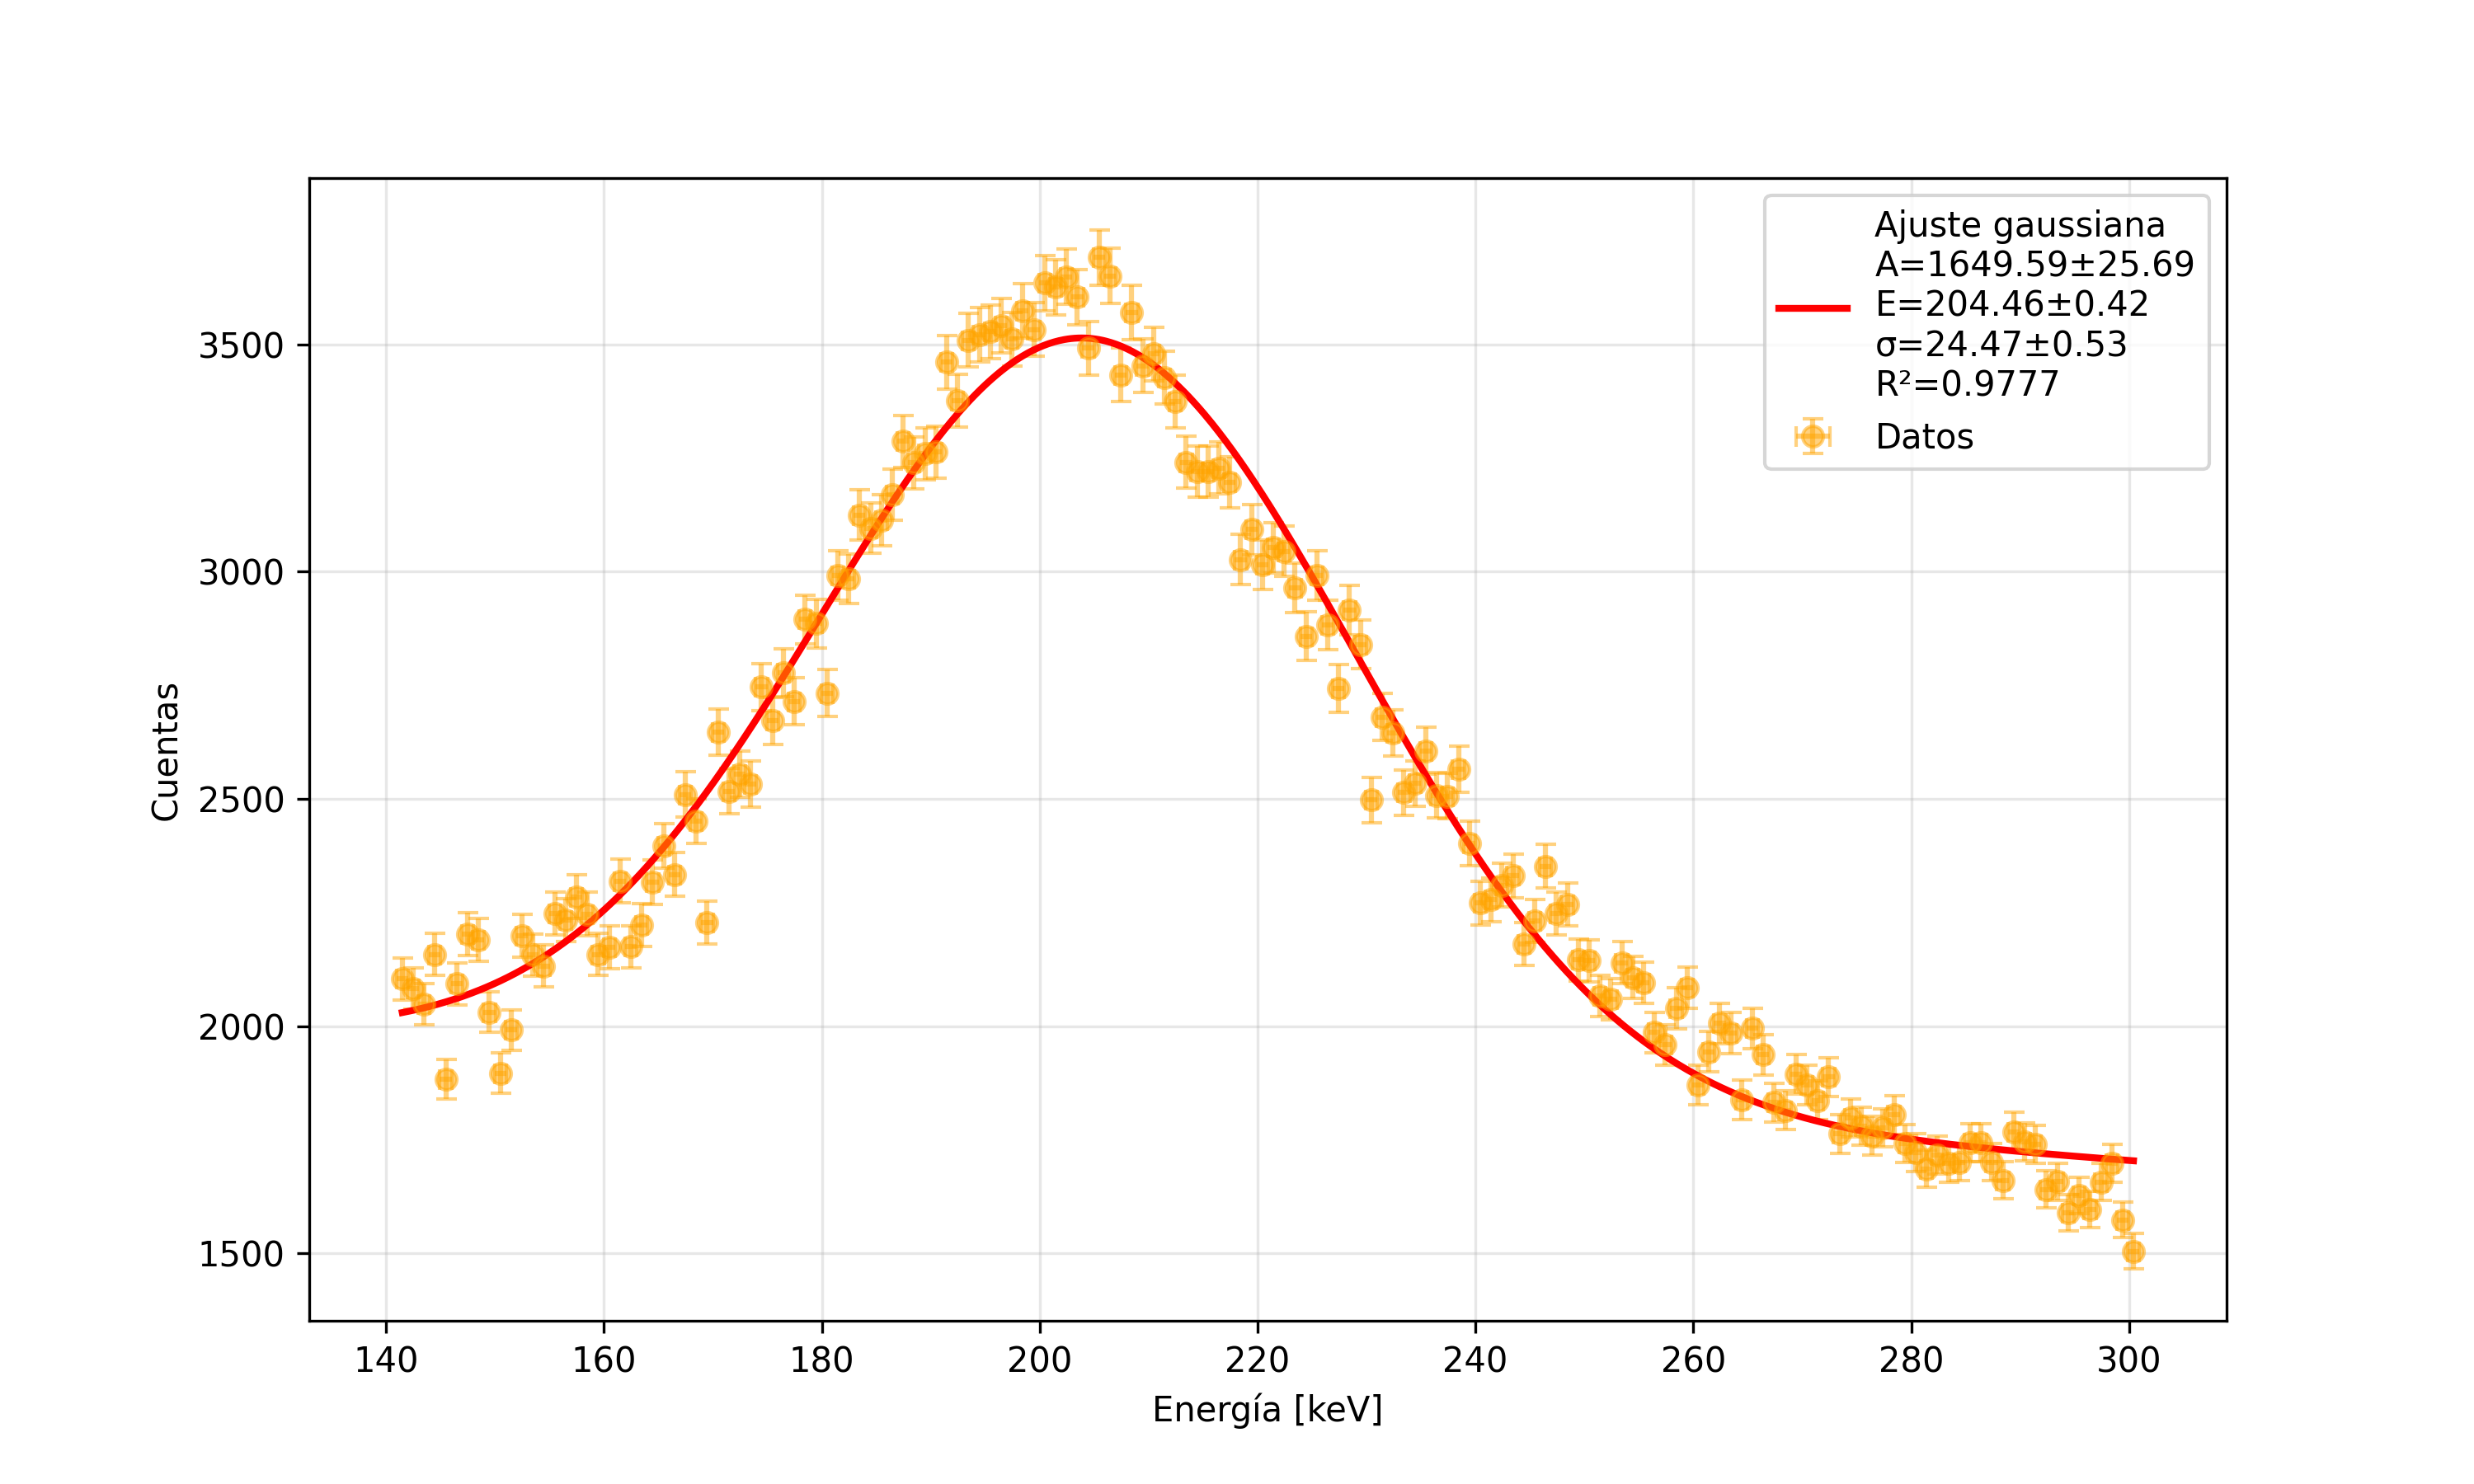 Ajuste gaussiana
A=1649.59±25.69
E=204.46±0.42
σ=24.47±0.53
R²=0.9777
Datos
Cuentas
3500
3000
2500
2000
1500
140 160 180 200 220 240 260 280 300
Energía [keV]